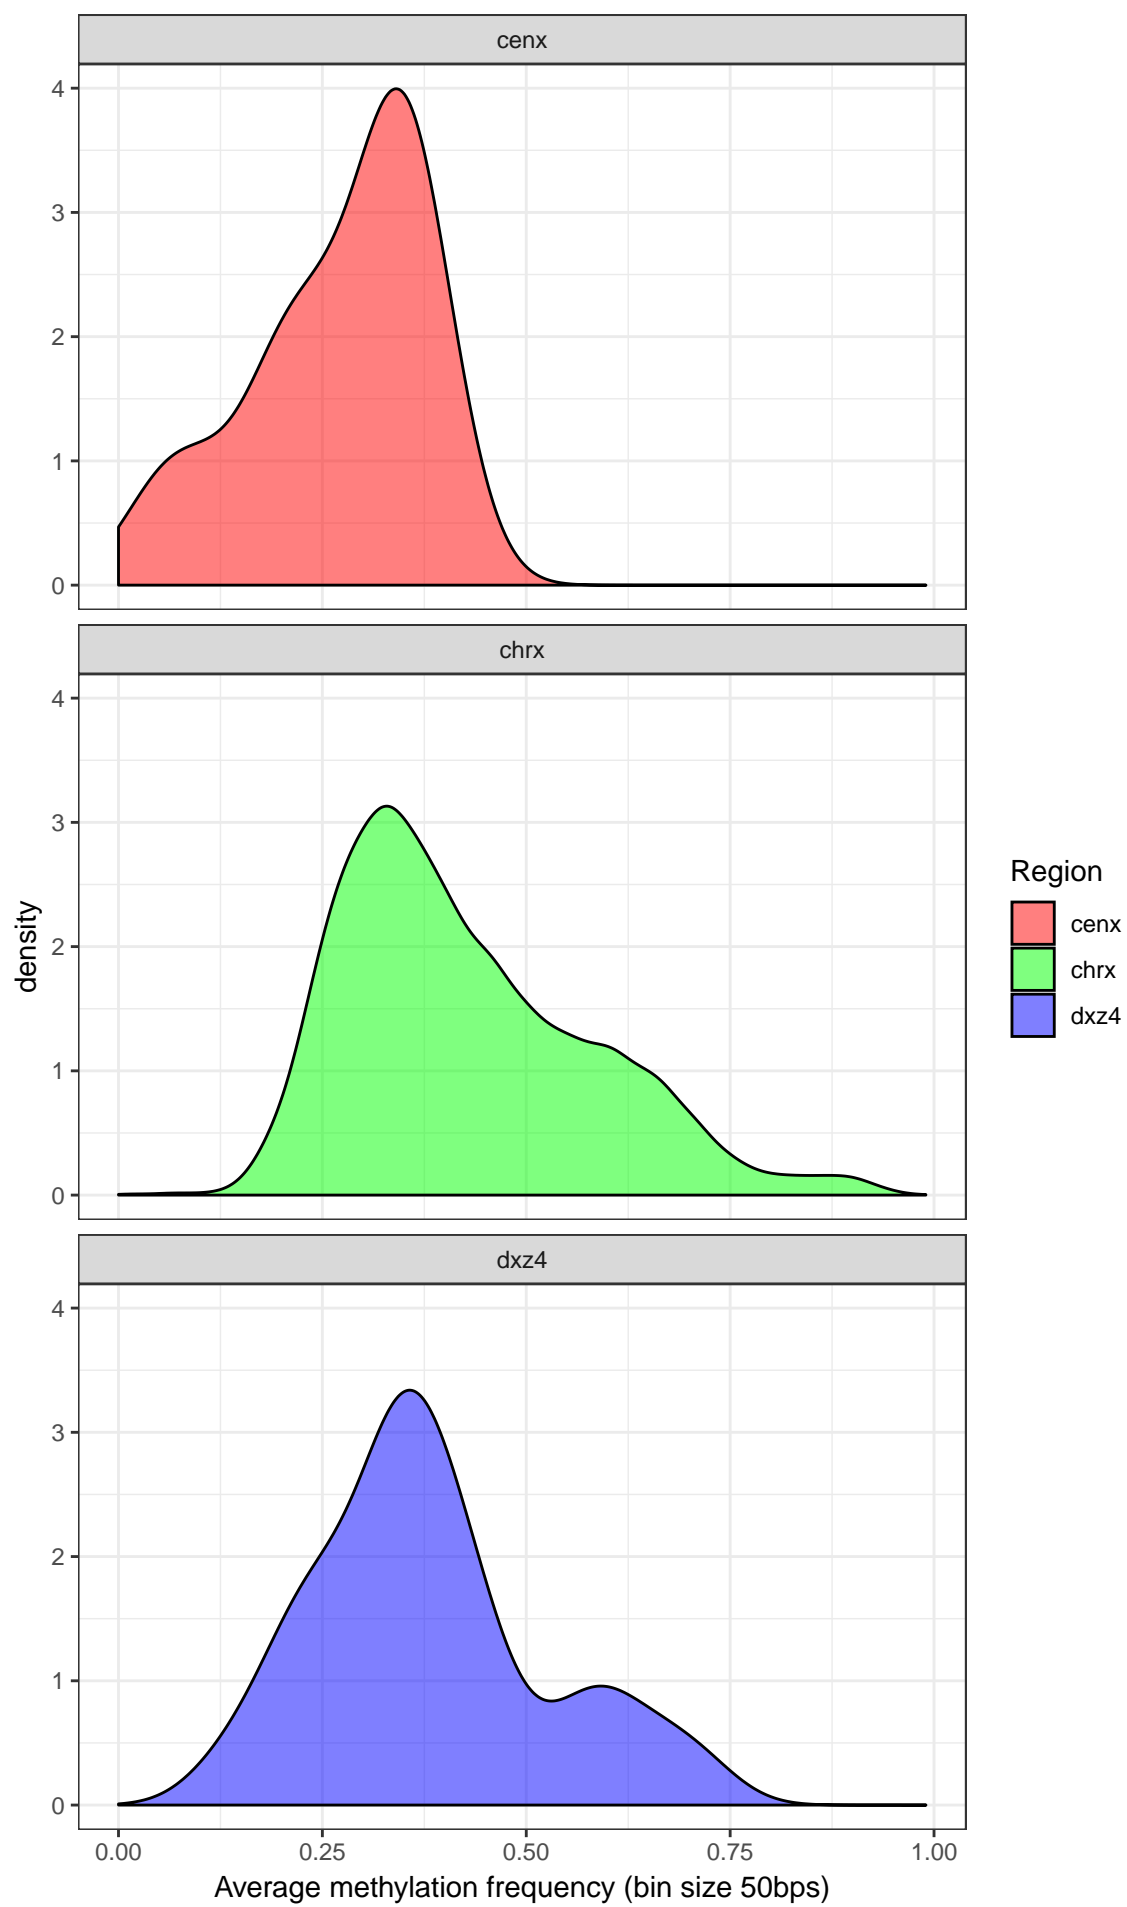 cenx
4
3
2
1
0
chrx
4
3
2
1
0
dxz4
4
3
2
1
0
0.00 0.25 0.50 0.75 1.00
Average methylation frequency (bin size 50bps)
density
Region
cenx
chrx
dxz4